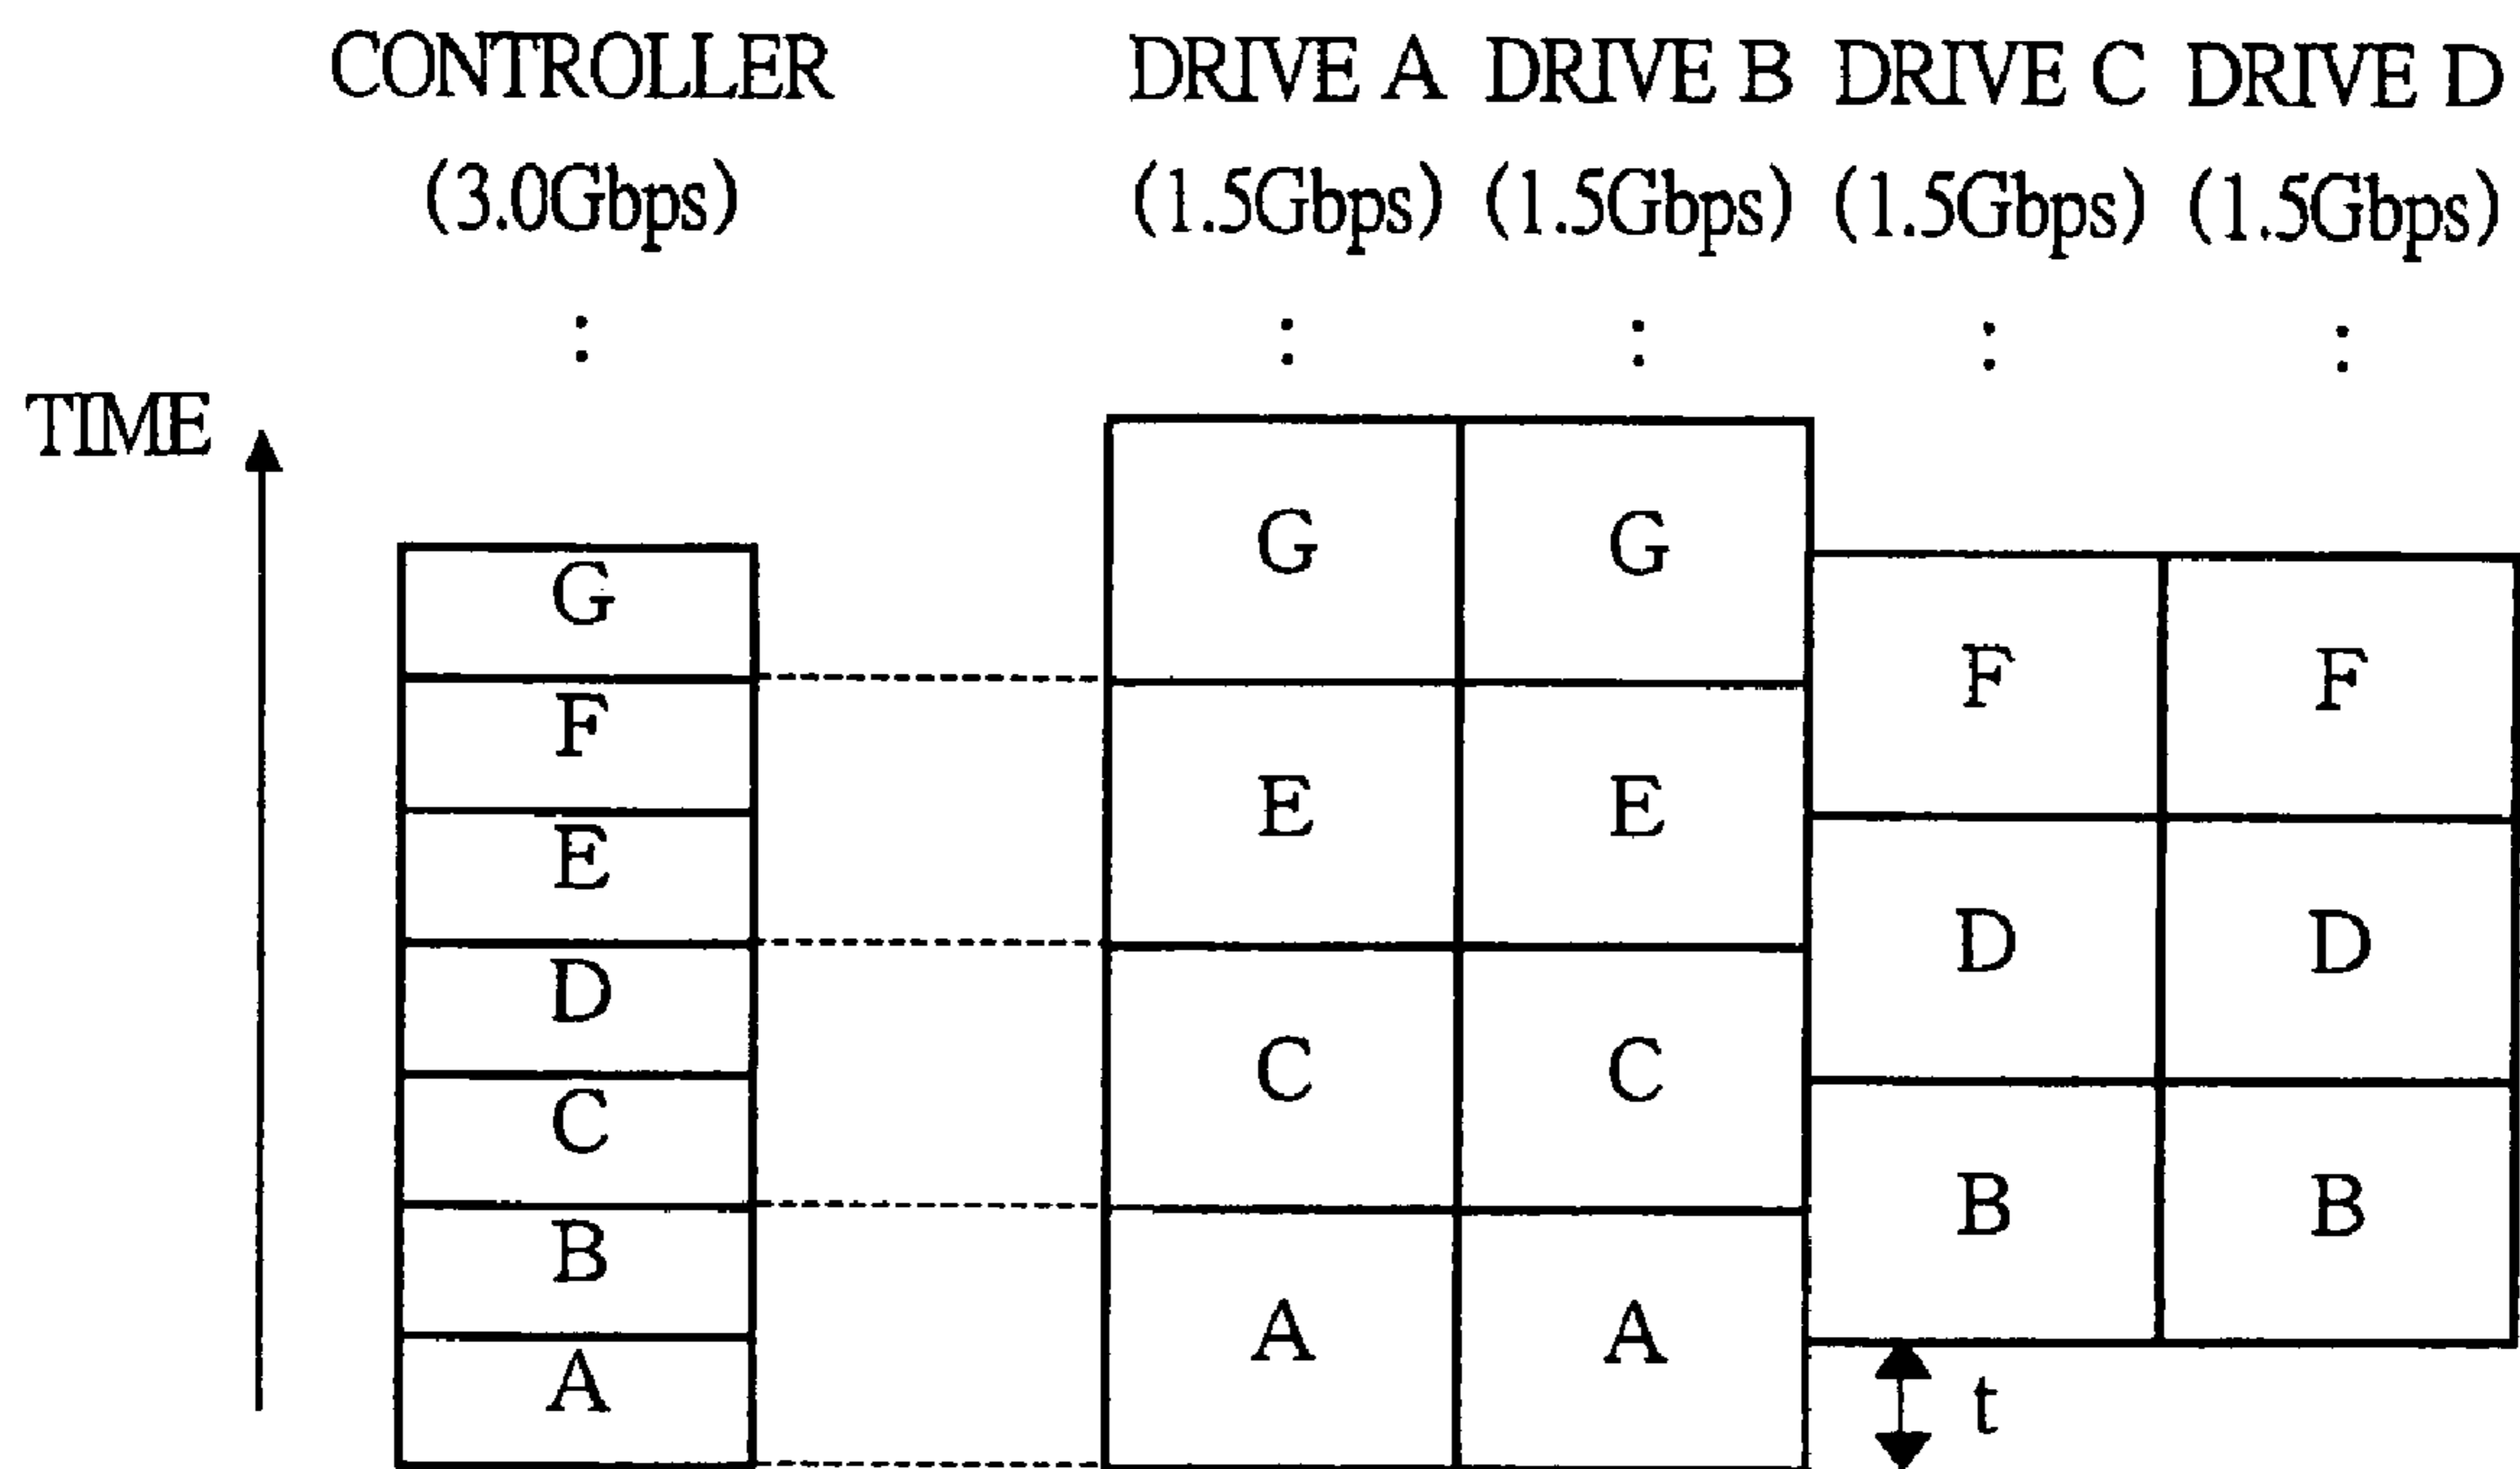 CONTROLLER DRIVE A DRIVE B DRIVE C DRIVE D
(3.0Gbps) (1.5Gbps) (1.5Gbps) (1.5Gbps) (1.5Gbps)
: : : : :
TIME
G G
G F F
F
E E
E
D D
D
C C
C
B B
B
A A
A
t